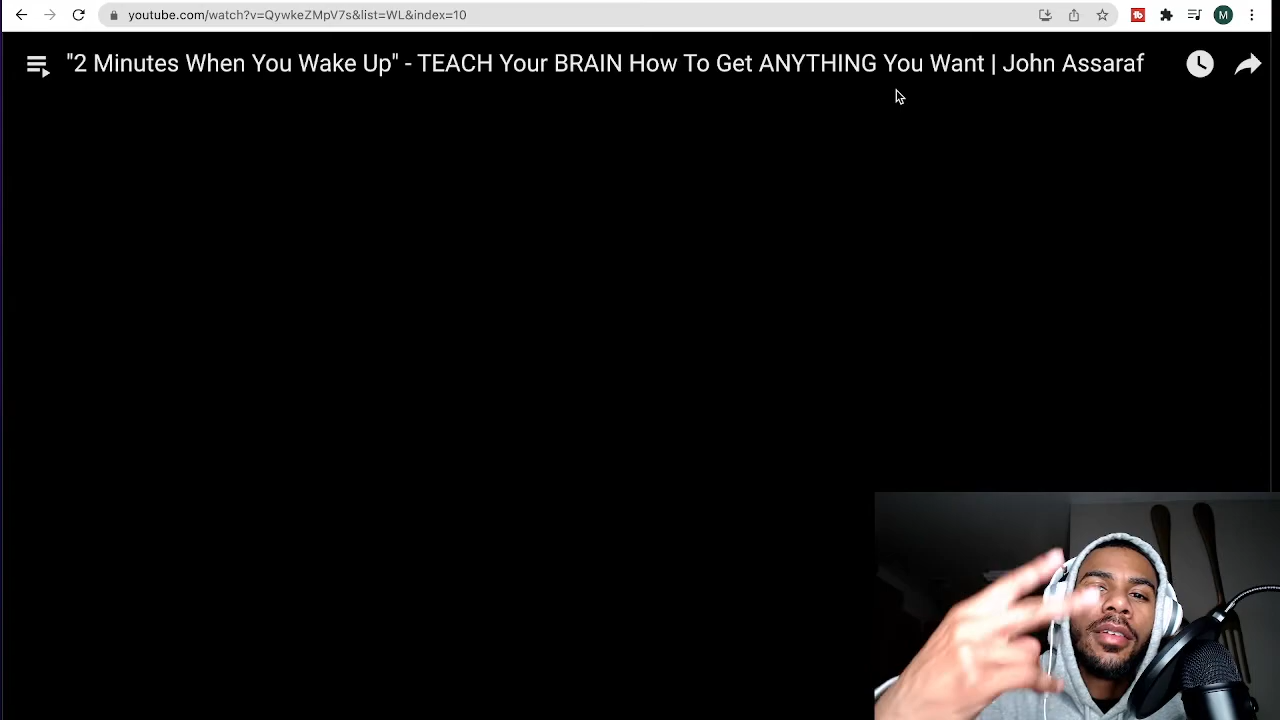 youtube.com/watch?v=QywkeZMpV7s&list=WL&index=10
M
"2 Minutes When You Wake Up" - TEACH Your BRAIN How To Get ANYTHING You Want | John Assaraf